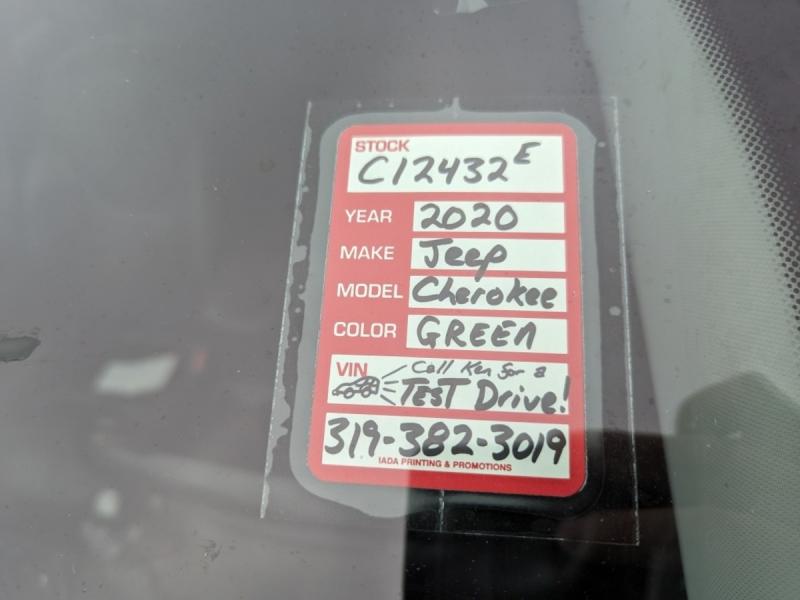 STOCK
C12432E
YEAR 2020
MAKE Jeep
MODEL Cherokee
COLOR GREEN
VIN Call Ken for a
TEST Drive!
319-382-3019
IADA PRINTING & PROMOTIONS